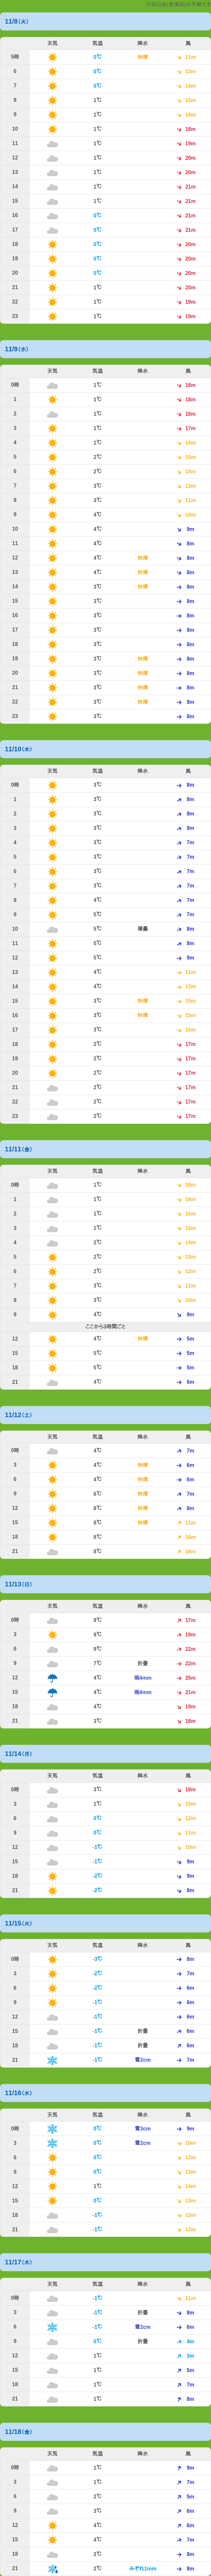 11/8(火)
天気 気温 降水 風
5時 0℃ 快晴 11m
6 0℃ 13m
7 0℃ 14m
8 1℃ 15m
9 1℃ 16m
10 1℃ 18m
11 1℃ 19m
12 1℃ 20m
13 1℃ 20m
14 1℃ 21m
15 1℃ 21m
16 0℃ 21m
17 0℃ 21m
18 0℃ 20m
19 0℃ 20m
20 0℃ 20m
21 1℃ 20m
22 1℃ 19m
23 1℃ 19m
11/9(水)
天気 気温 降水 風
0時 1℃ 18m
1 1℃ 18m
2 1℃ 18m
3 1℃ 17m
4 1℃ 16m
5 2℃ 15m
6 2℃ 15m
7 3℃ 13m
8 3℃ 11m
9 4℃ 10m
10 4℃ 9m
11 4℃ 8m
12 4℃ 快晴 8m
13 4℃ 快晴 8m
14 3℃ 快晴 8m
15 3℃ 8m
16 3℃ 8m
17 3℃ 8m
18 3℃ 8m
19 3℃ 快晴 8m
20 3℃ 快晴 8m
21 3℃ 快晴 8m
22 3℃ 快晴 8m
23 3℃ 8m
11/10(木)
天気 気温 降水 風
0時 3℃ 8m
1 3℃ 8m
2 3℃ 8m
3 3℃ 8m
4 3℃ 7m
5 3℃ 7m
6 3℃ 7m
7 3℃ 7m
8 4℃ 7m
9 5℃ 7m
10 5℃ 薄曇 8m
11 5℃ 8m
12 5℃ 9m
13 4℃ 11m
14 4℃ 13m
15 3℃ 快晴 15m
16 3℃ 快晴 15m
17 3℃ 16m
18 2℃ 17m
19 2℃ 17m
20 2℃ 17m
21 2℃ 17m
22 2℃ 17m
23 2℃ 17m
11/11(金)
天気 気温 降水 風
0時 1℃ 16m
1 1℃ 16m
2 1℃ 16m
3 1℃ 15m
4 2℃ 14m
5 2℃ 13m
6 2℃ 12m
7 3℃ 11m
8 3℃ 10m
9 4℃ 9m
ここから3時間ごと
12 4℃ 快晴 5m
15 5℃ 5m
18 5℃ 5m
21 4℃ 6m
11/12(土)
天気 気温 降水 風
0時 4℃ 7m
3 4℃ 快晴 6m
6 4℃ 快晴 6m
9 6℃ 快晴 7m
12 8℃ 快晴 8m
15 8℃ 快晴 11m
18 8℃ 16m
21 8℃ 16m
11/13(日)
天気 気温 降水 風
0時 9℃ 17m
3 9℃ 19m
6 9℃ 22m
9 7℃ 折曇 22m
12 4℃ 雨4mm 25m
15 4℃ 雨4mm 21m
18 4℃ 19m
21 3℃ 18m
11/14(月)
天気 気温 降水 風
0時 3℃ 18m
3 1℃ 15m
6 0℃ 12m
9 0℃ 11m
12 -1℃ 10m
15 -1℃ 9m
18 -2℃ 9m
21 -2℃ 8m
11/15(火)
天気 気温 降水 風
0時 -3℃ 8m
3 -2℃ 7m
6 -2℃ 6m
9 -1℃ 6m
12 -1℃ 6m
15 -1℃ 折曇 6m
18 -1℃ 折曇 6m
21 -1℃ 雪2cm 7m
11/16(水)
天気 気温 降水 風
0時 0℃ 雪3cm 9m
3 0℃ 雪2cm 10m
6 0℃ 12m
9 0℃ 13m
12 1℃ 14m
15 0℃ 12m
18 -1℃ 13m
21 -1℃ 12m
11/17(木)
天気 気温 降水 風
0時 -1℃ 11m
3 -1℃ 折曇 8m
6 -1℃ 雪2cm 6m
9 0℃ 折曇 4m
12 1℃ 3m
15 1℃ 5m
18 1℃ 7m
21 1℃ 8m
11/18(金)
天気 気温 降水 風
0時 1℃ 9m
3 1℃ 7m
6 2℃ 5m
9 3℃ 6m
12 4℃ 6m
15 4℃ 7m
18 2℃ 8m
21 2℃ みぞれ1mm 8m